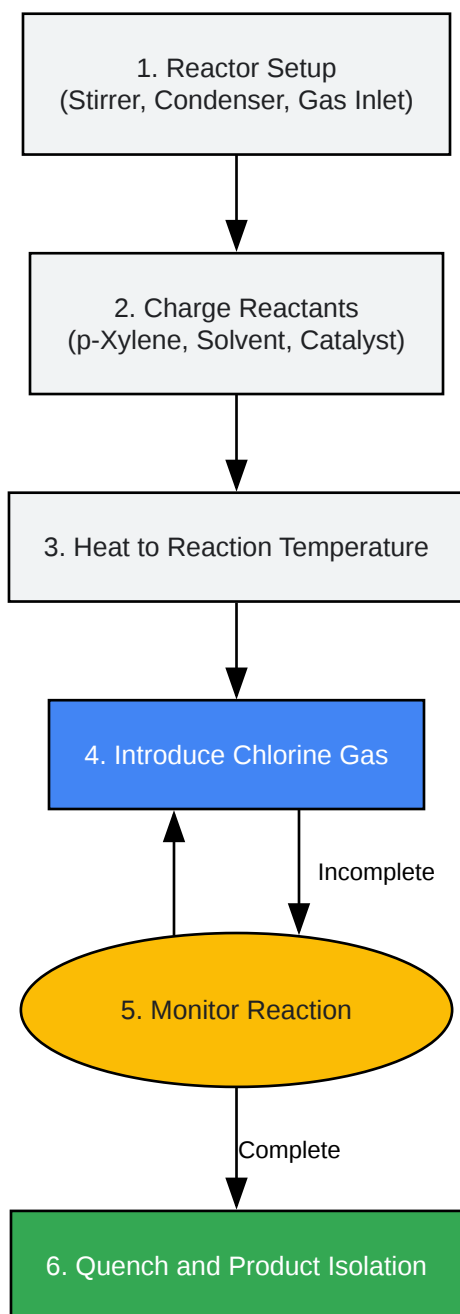 1. Reactor Setup
(Stirrer, Condenser, Gas Inlet)
2. Charge Reactants
(p-Xylene, Solvent, Catalyst)
3. Heat to Reaction Temperature
4. Introduce Chlorine Gas
Incomplete
5. Monitor Reaction
Complete
6. Quench and Product Isolation